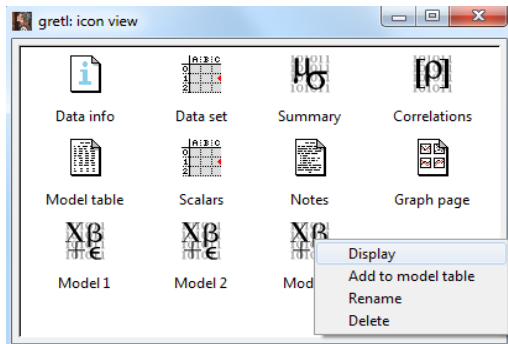 gretl: icon view
Data info Data set Summary Correlations
Model table Scalars Notes Graph page
Model 1 Model 2 Mod
Display
Add to model table
Rename
Delete